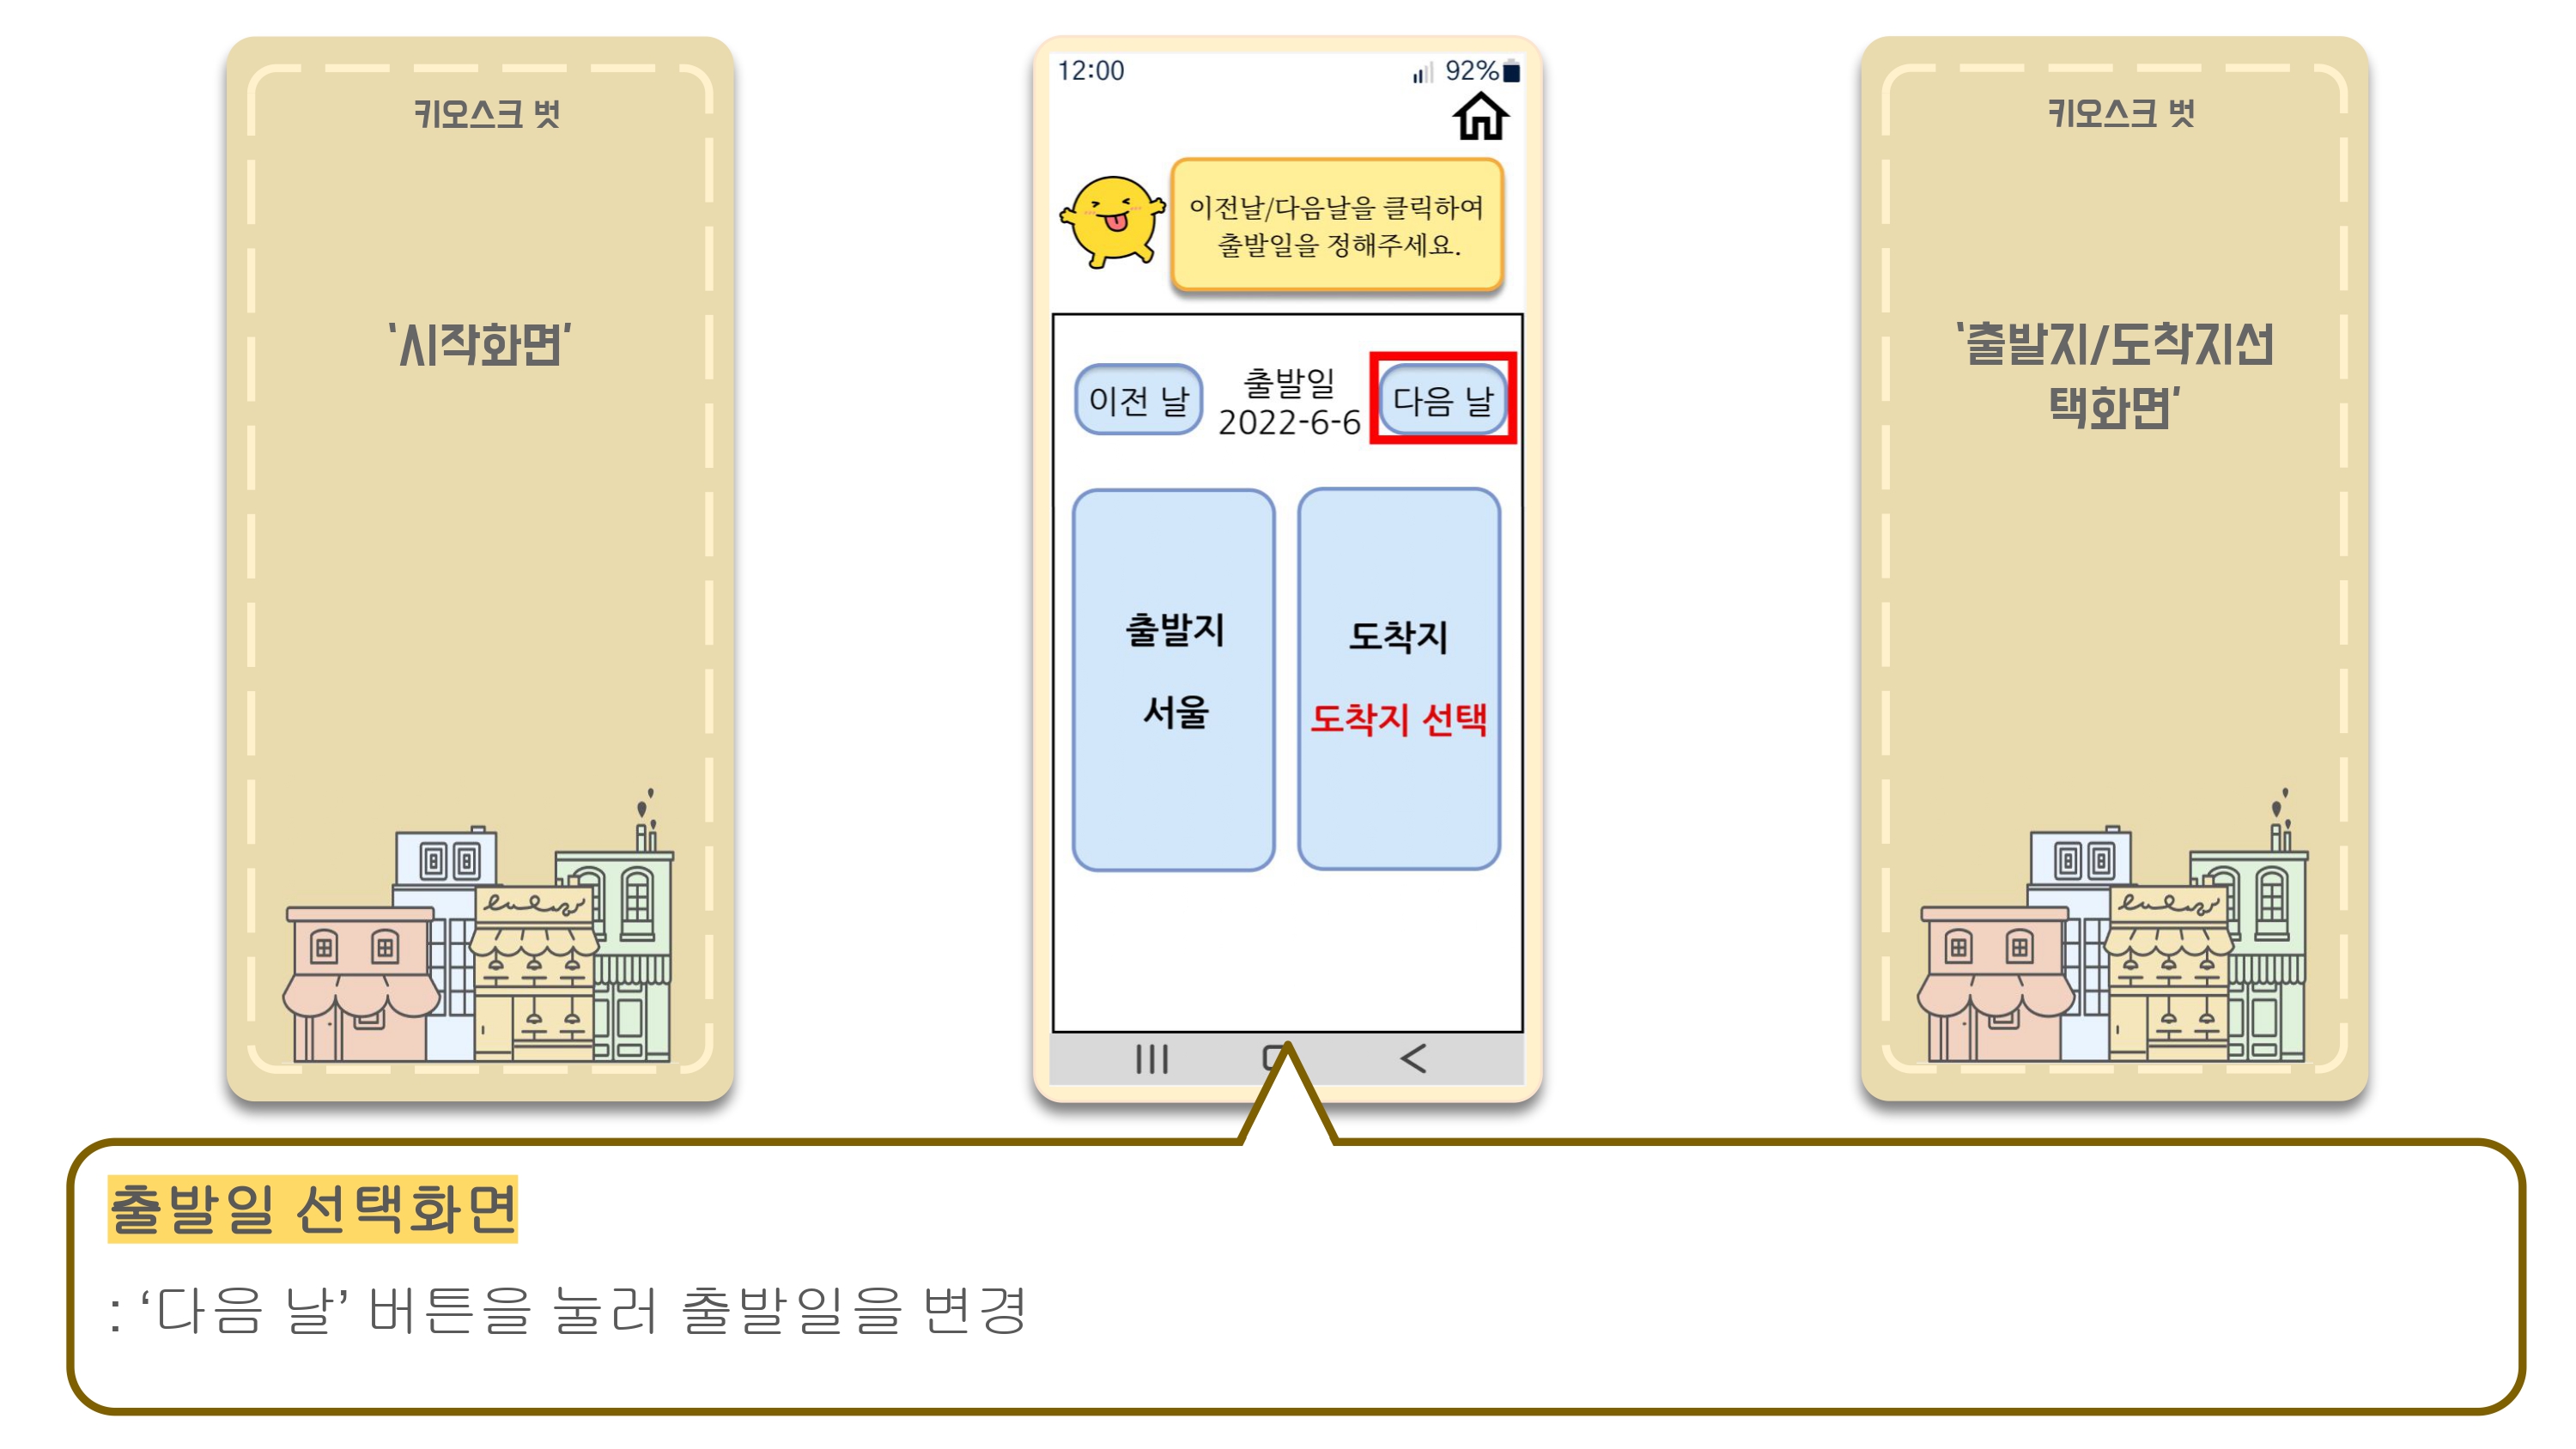 키오스크 벗
‘시작화면’
12:00 92%
이전날/다음날을 클릭하여
출발일을 정해주세요.
이전 날
출발일
2022-6-6
다음 날
출발지
서울
도착지
도착지 선택
키오스크 벗
‘출발지/도착지선
택화면’
출발일 선택화면
: ‘다음 날’ 버튼을 눌러 출발일을 변경